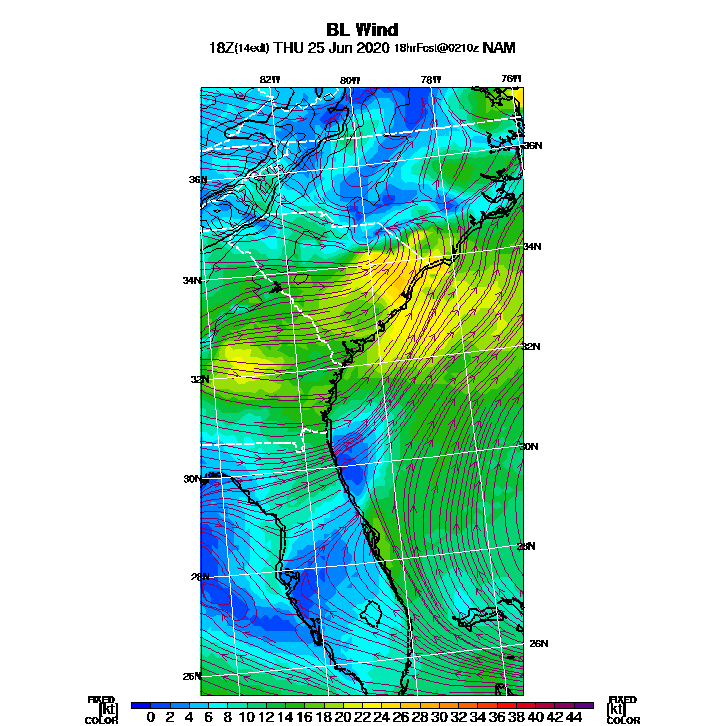 BL Wind
18Z(14edt) THU 25 Jun 2020 18hrFcst@0210z NAM
82W 80W 78W 76W
36N
36N
34N
34N
32N
32N
30N
30N
28N
28N
26N
26N
FIXED FIXED
[kt] 0 2 4 6 8 10 12 14 16 18 20 22 24 26 28 30 32 34 36 38 40 42 44 [kt]
COLOR COLOR